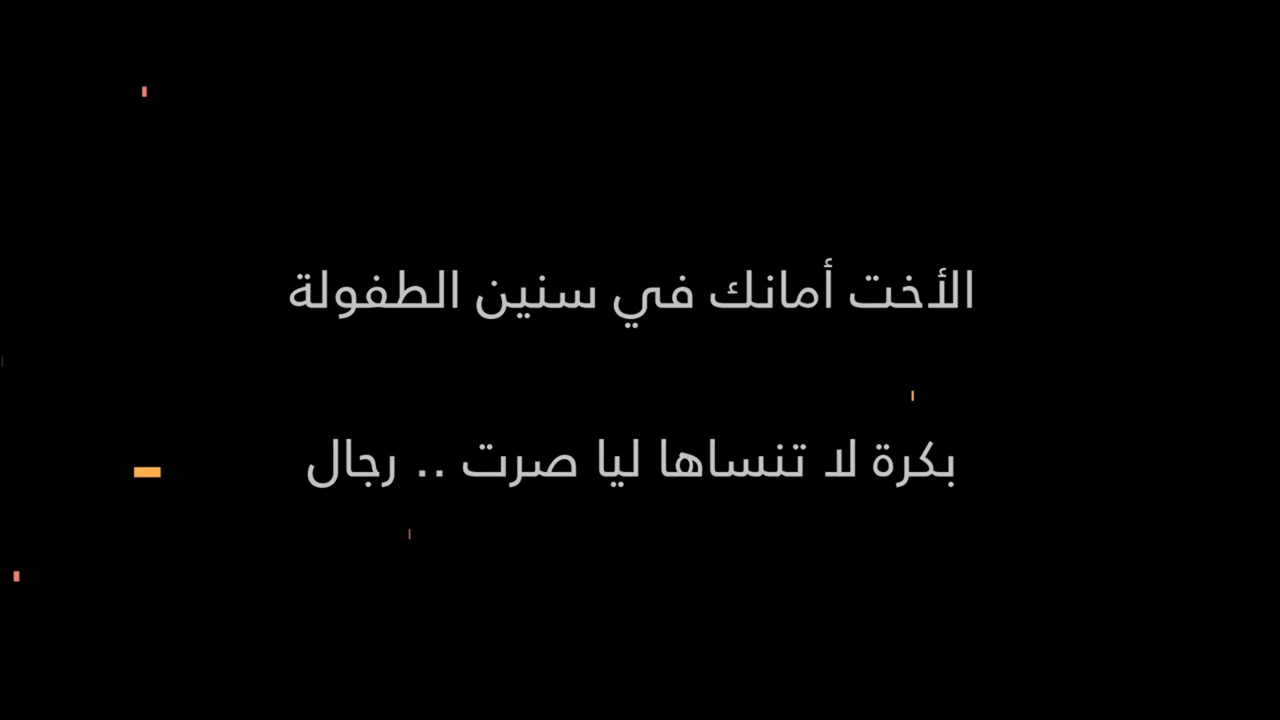 الأخت أمانك في سنين الطفولة
بكرة لا تنساها ليا صرت .. رجال